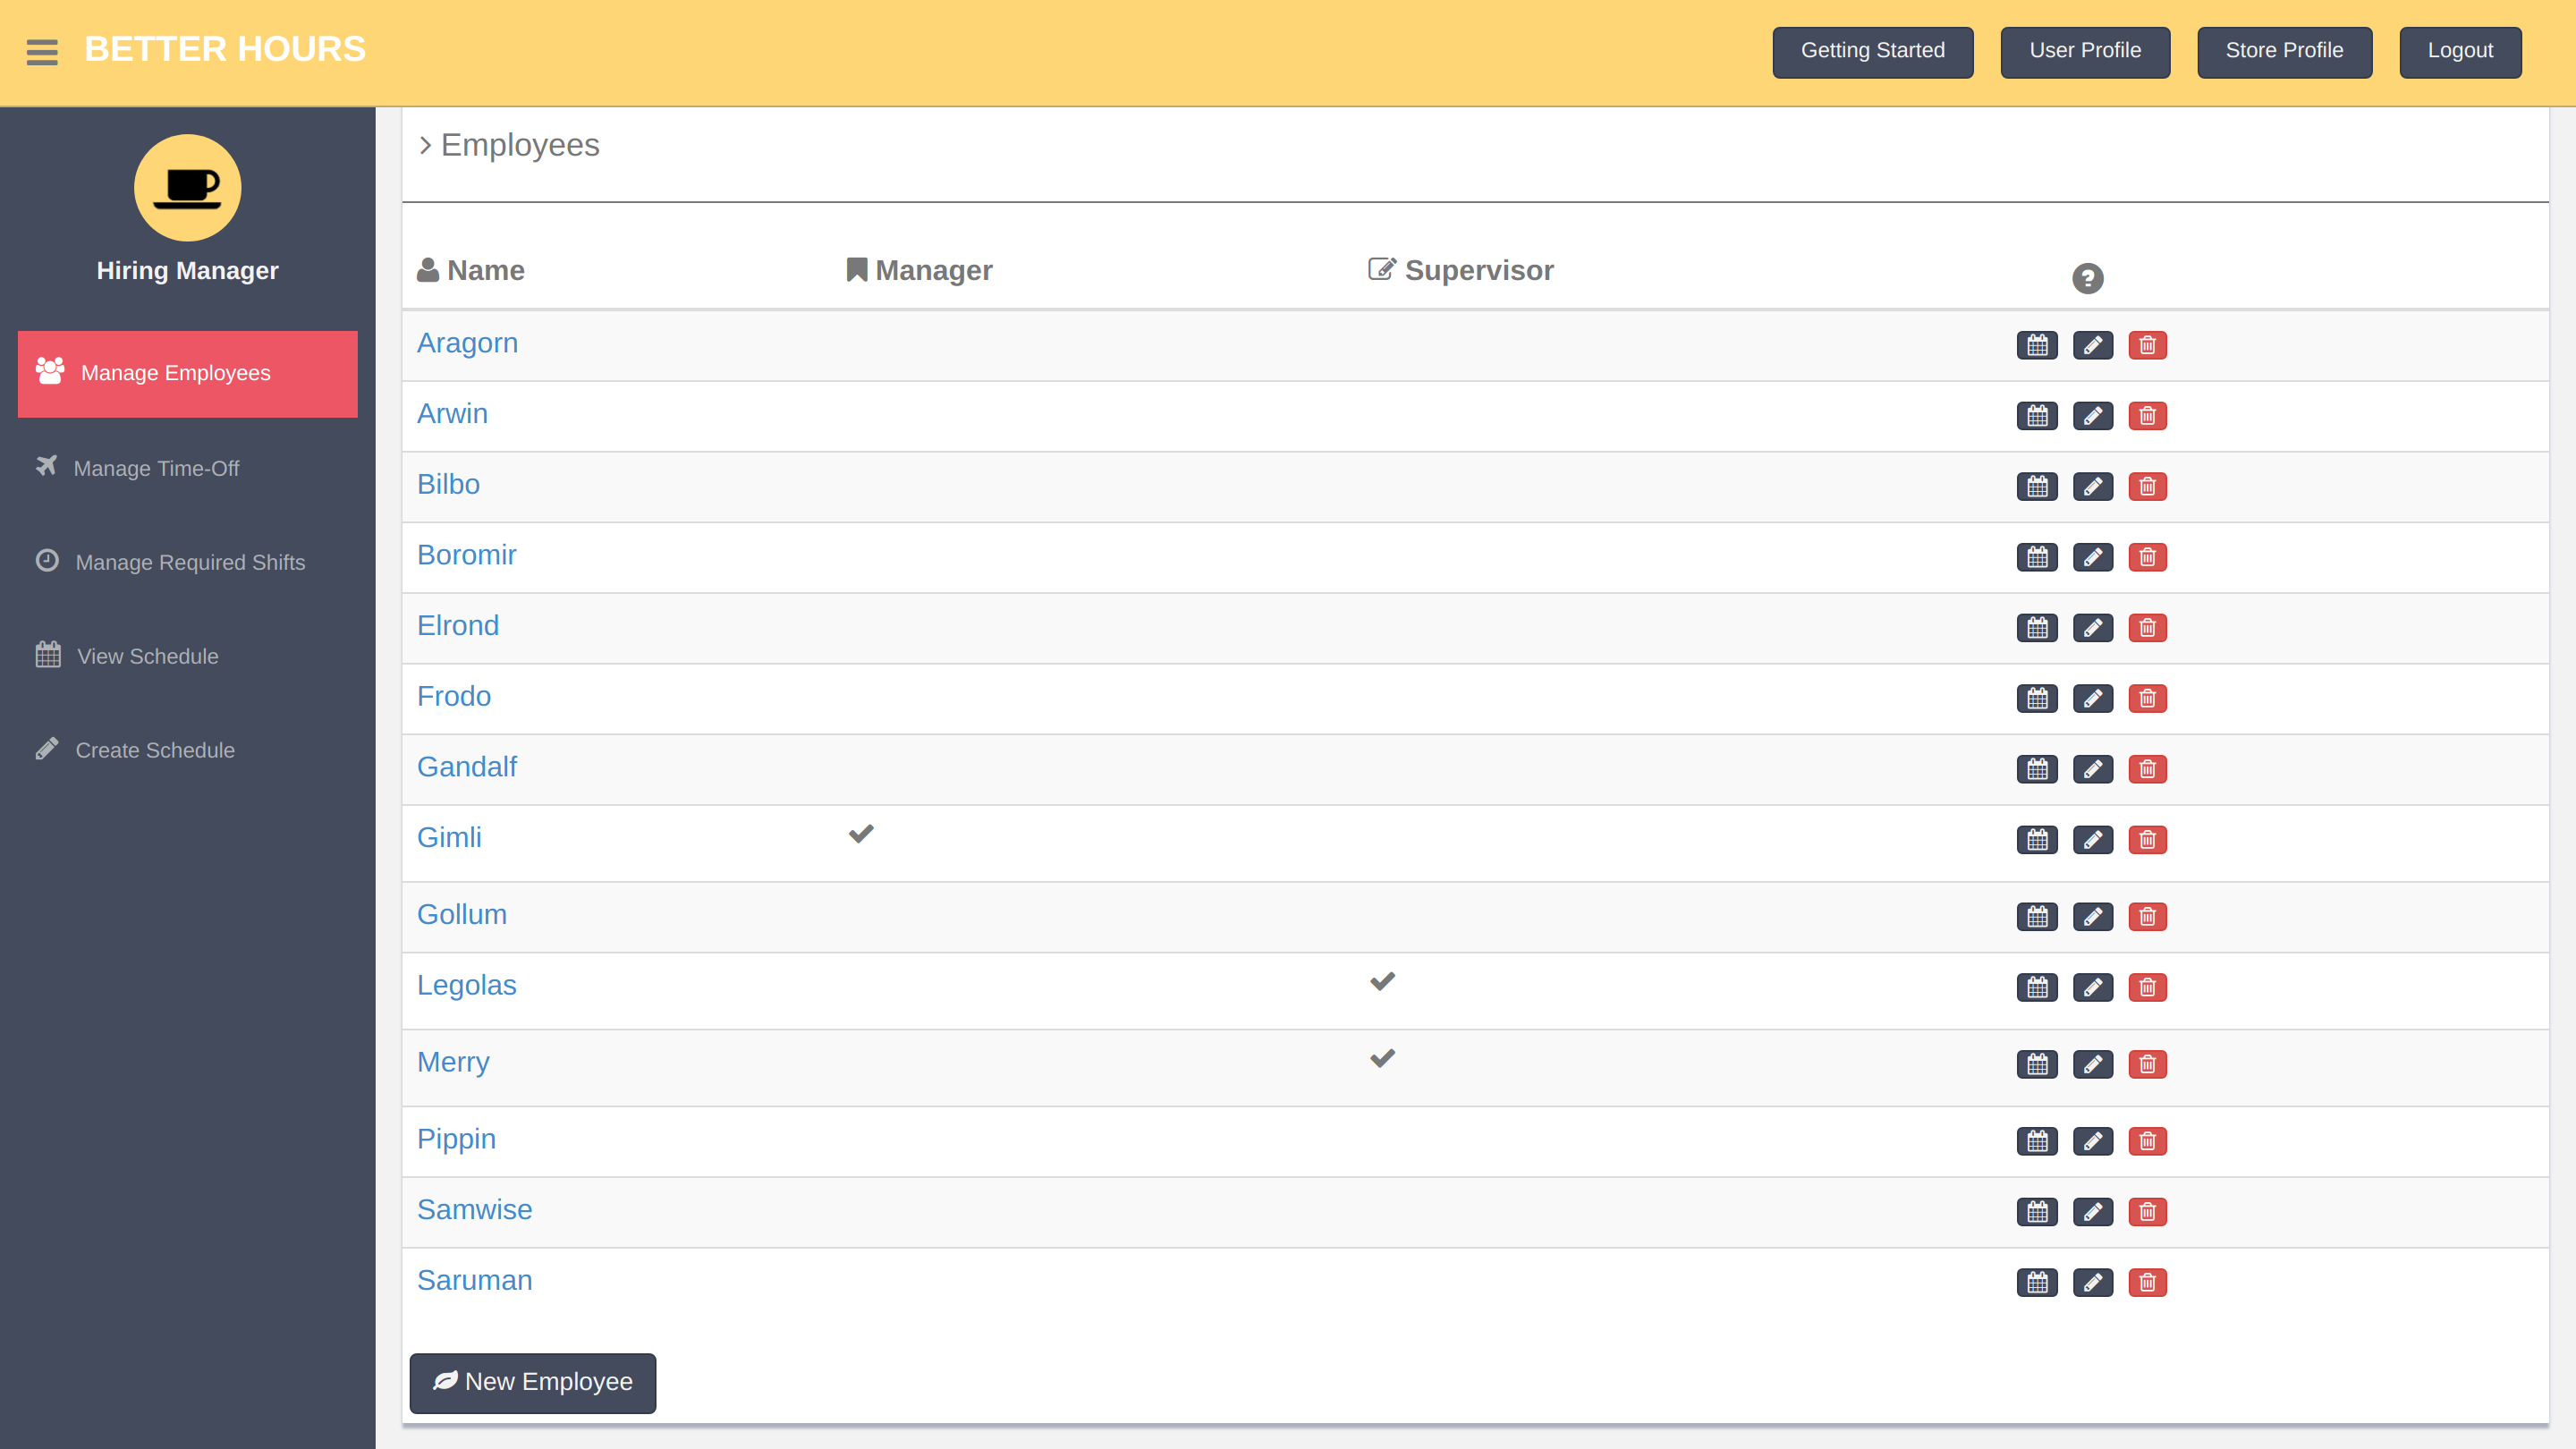 BETTER HOURS
Getting Started
User Profile
Store Profile
Logout
Hiring Manager
Manage Employees
Manage Time-Off
Manage Required Shifts
View Schedule
Create Schedule
Employees
Name
Manager
Supervisor
Aragorn
Arwin
Bilbo
Boromir
Elrond
Frodo
Gandalf
Gimli
Gollum
Legolas
Merry
Pippin
Samwise
Saruman
New Employee